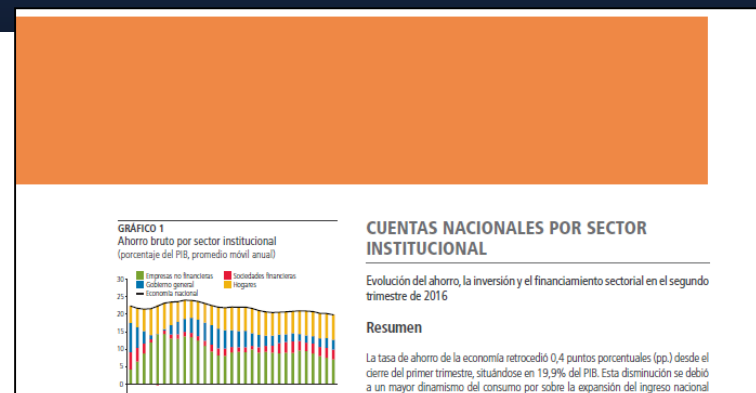 GRÁFICO 1
Ahorro bruto por sector institucional
(porcentaje del PIB, promedio móvil anual)
30
Empresas no financieras
Sociedades financieras
Gobierno general
Hogares
Economía nacional
25
20
15
10
5
0
CUENTAS NACIONALES POR SECTOR
INSTITUCIONAL
Evolución del ahorro, la inversión y el financiamiento sectorial en el segundo
trimestre de 2016
Resumen
La tasa de ahorro de la economía retrocedió 0,4 puntos porcentuales (pp.) desde el
cierre del primer trimestre, situándose en 19,9% del PIB. Esta disminución se debió
a un mayor dinamismo del consumo por sobre la expansión del ingreso nacional